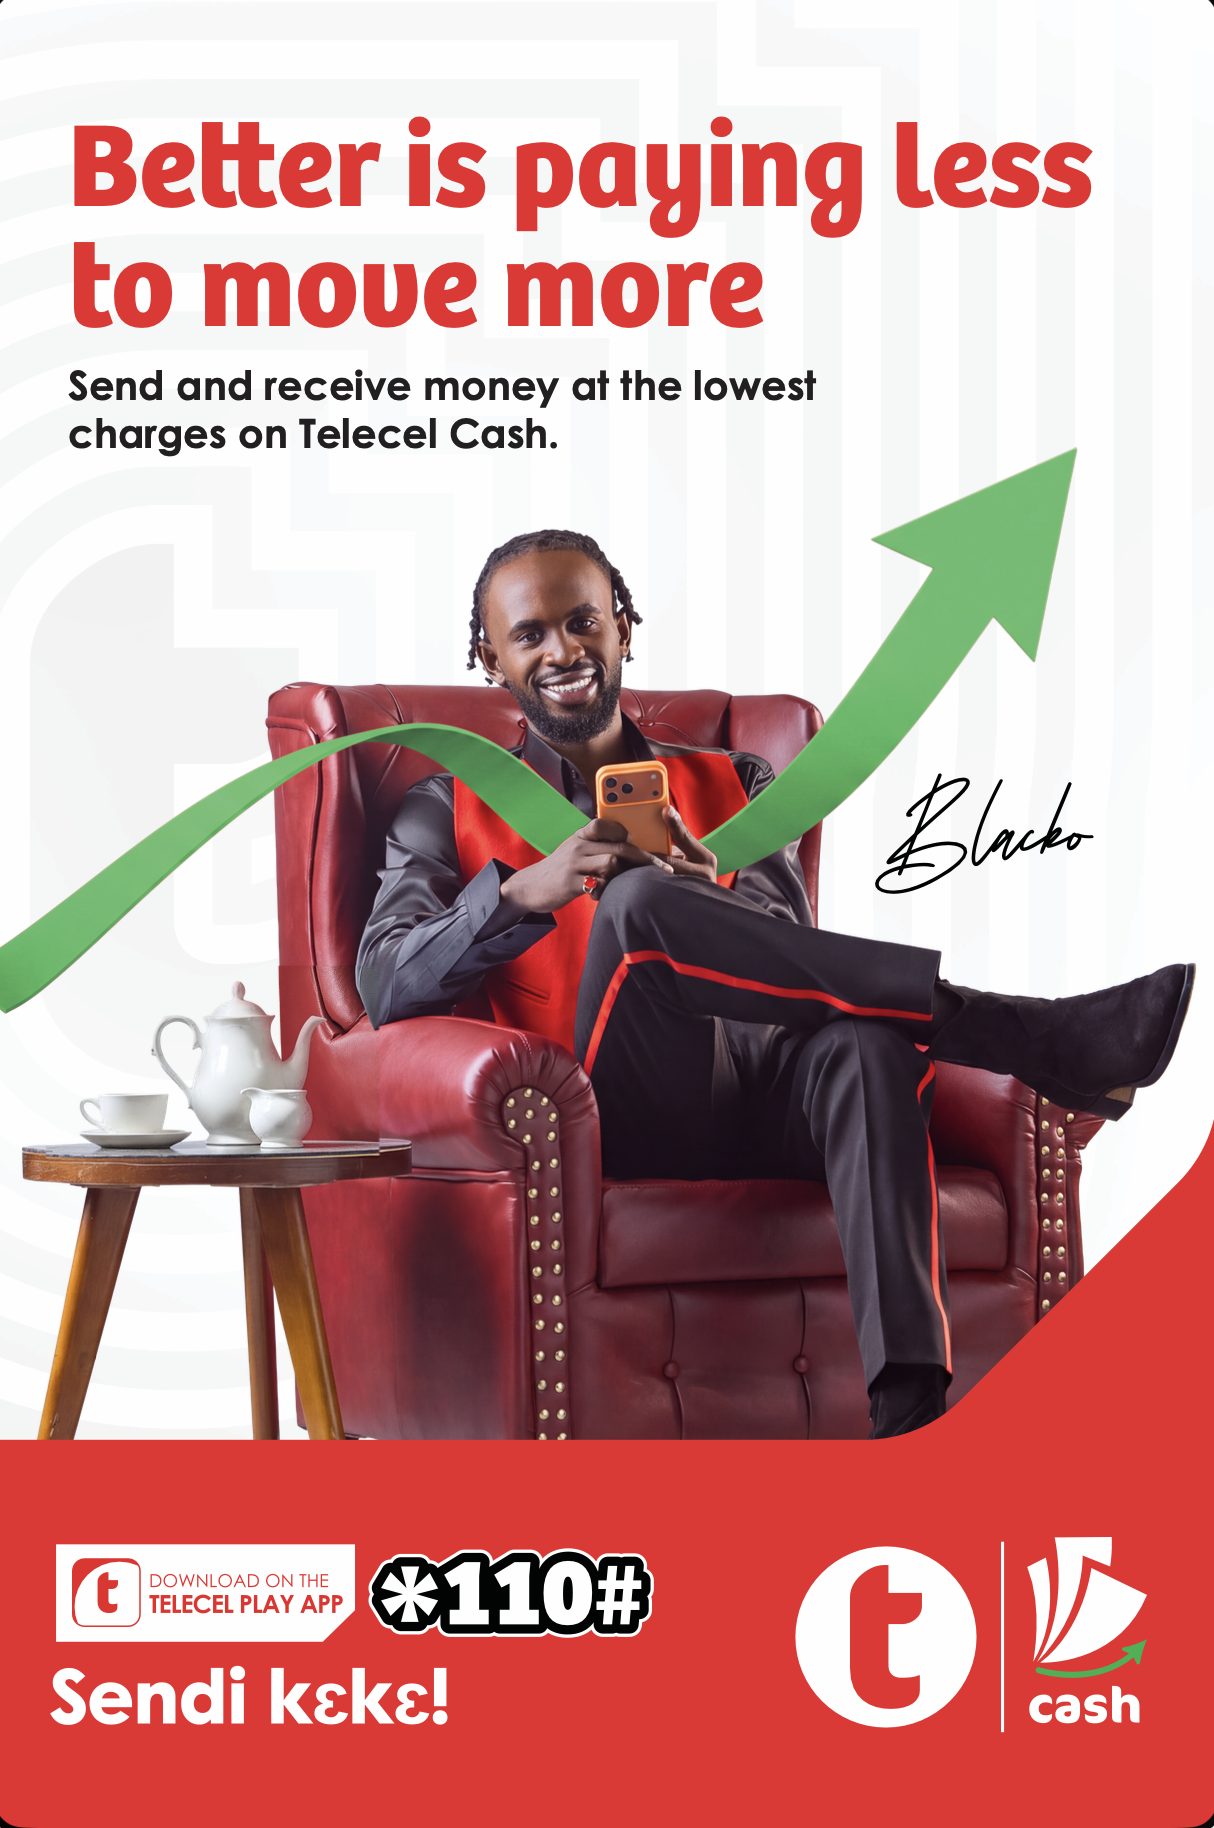 Better is paying less
to move more
Send and receive money at the lowest
charges on Telecel Cash.
Blacko
DOWNLOAD ON THE
TELECEL PLAY APP
*110#
Sendi kɛkɛ!
t
cash